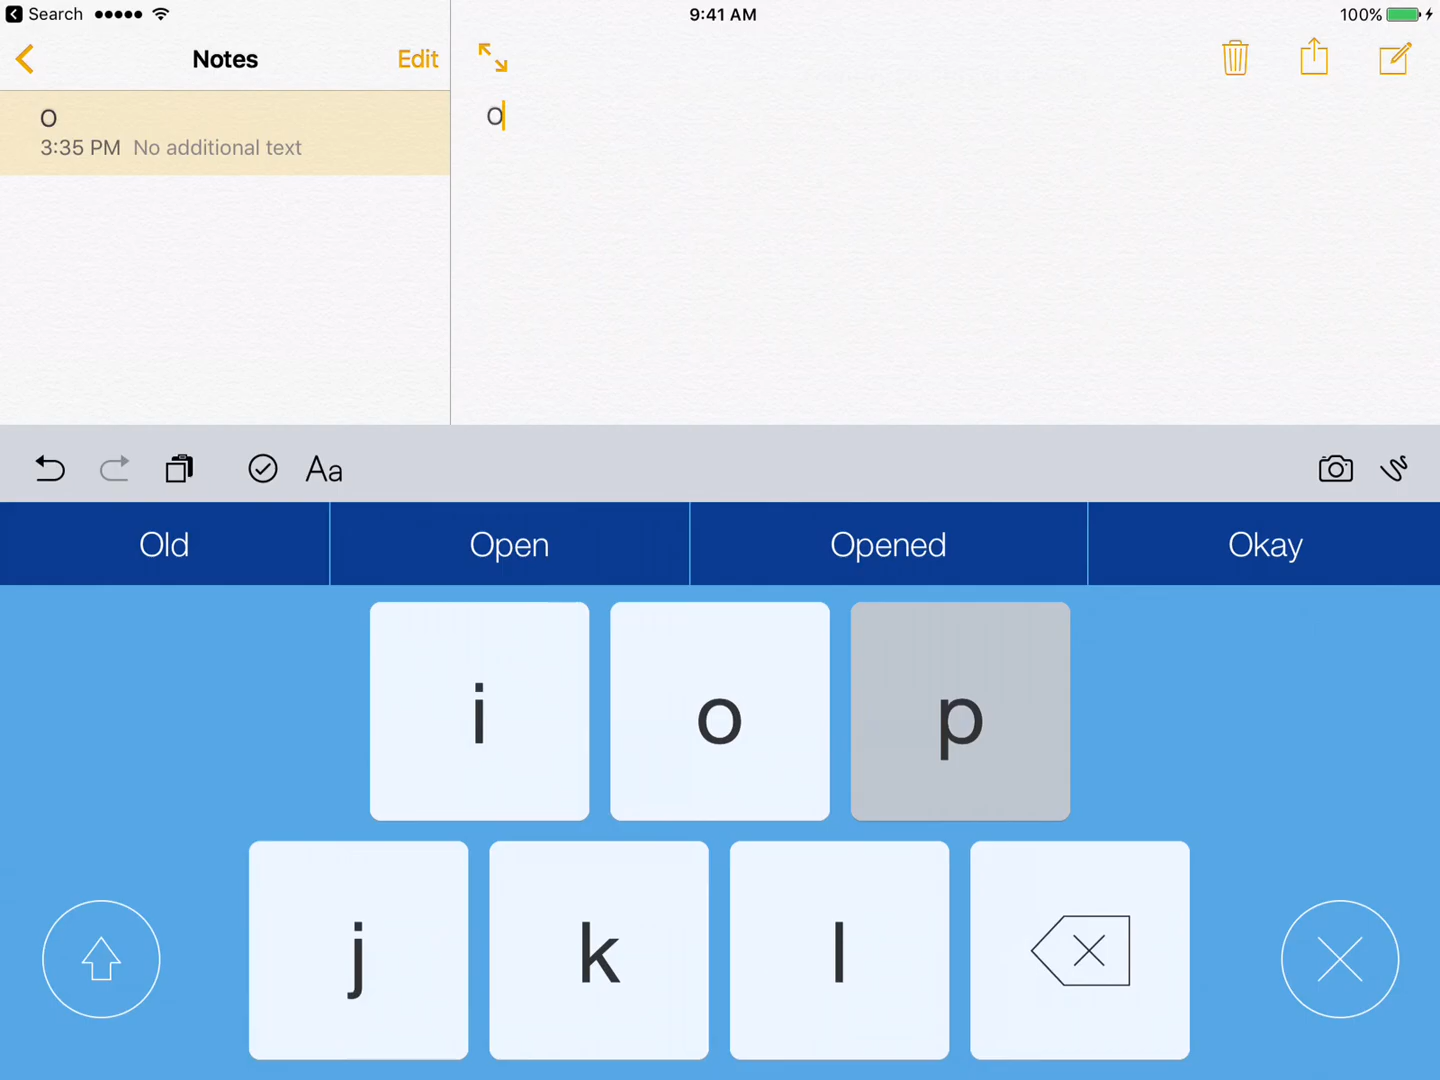 Search 9:41 AM 100%
Notes Edit
O
3:35 PM No additional text
O
Aa
Old Open Opened Okay
i o p
j k l